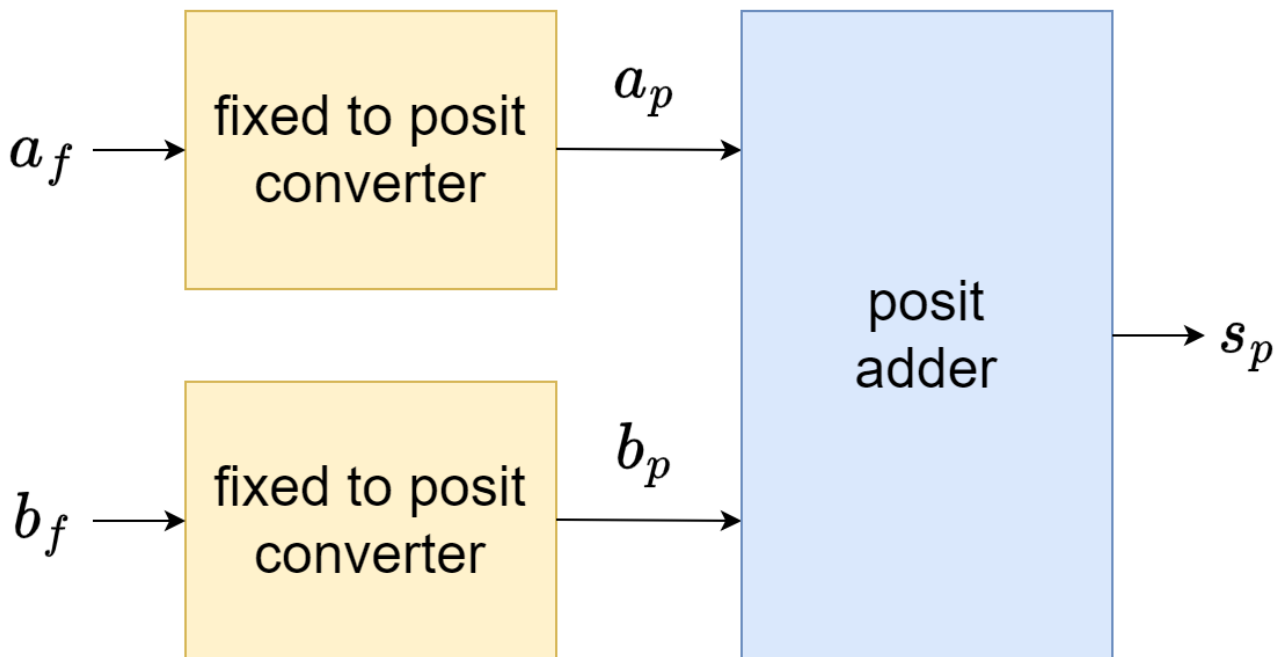 a_f
fixed to posit
converter
a_p
posit
adder
s_p
b_f
fixed to posit
converter
b_p